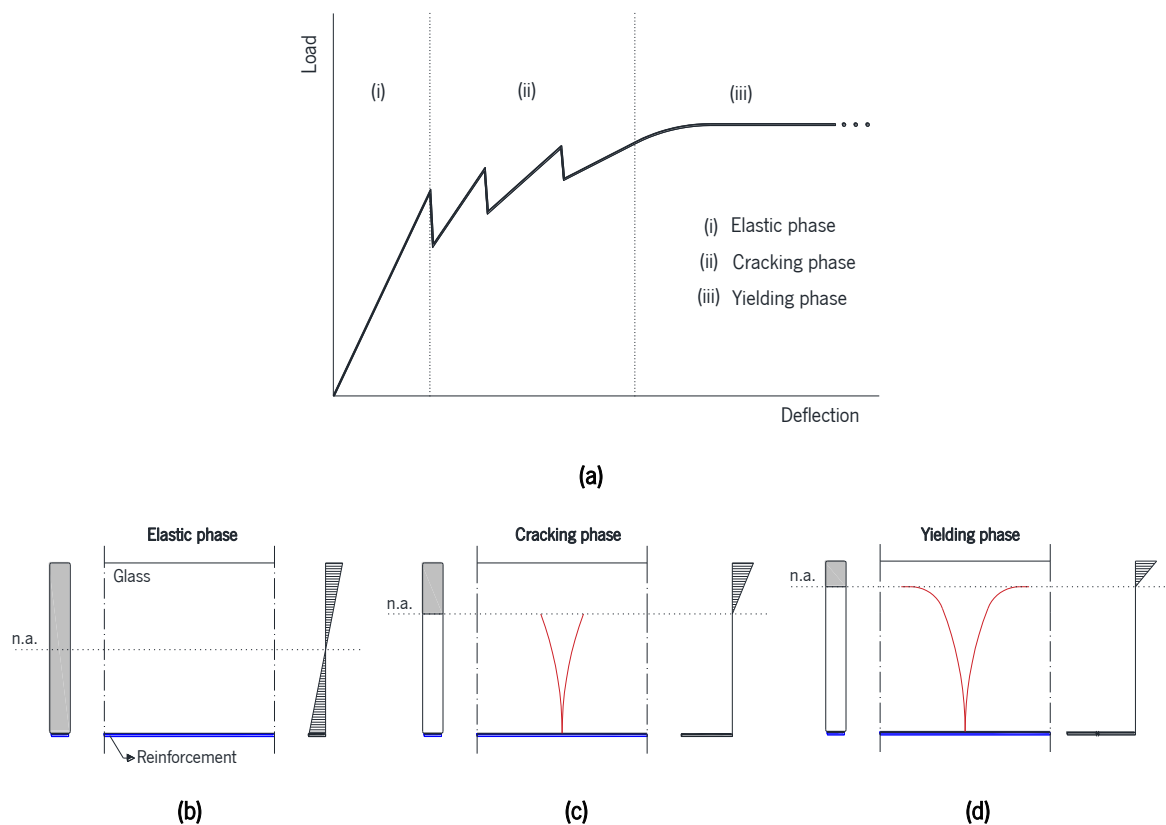 Load
(i)
(ii)
(iii)
(i) Elastic phase
(ii) Cracking phase
(iii) Yielding phase
Deflection
(a)
Elastic phase
Glass
n.a.
Reinforcement
(b)
Cracking phase
n.a.
(c)
Yielding phase
n.a.
(d)